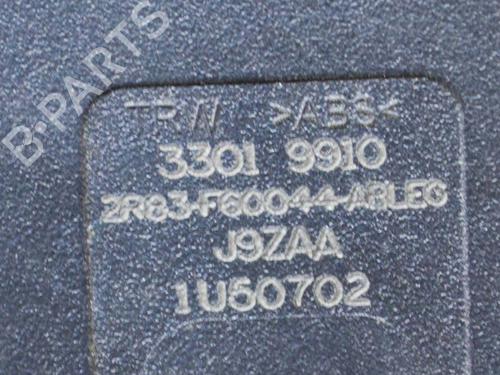 B-PARTS
TRW >ABS<
3301 9910
2R83-F60044-ABLEG
J9ZAA
1U50702